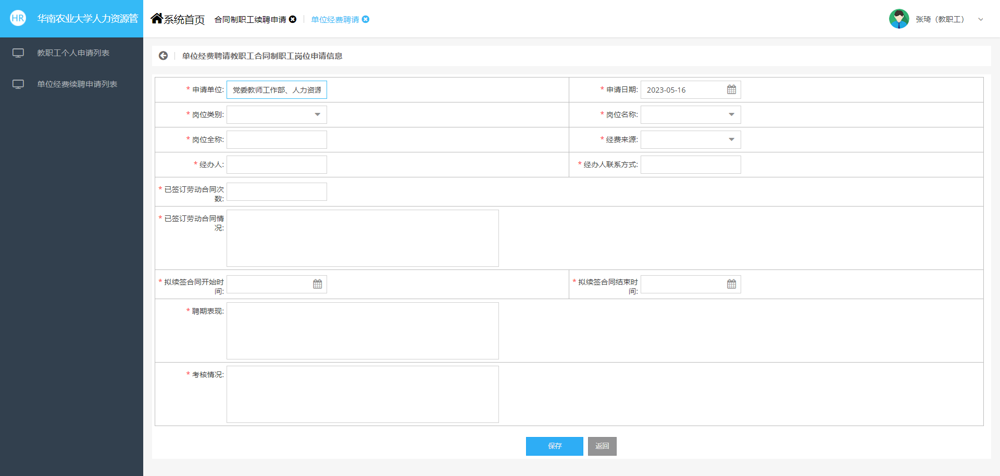 HR 华南农业大学人力资源管
系统首页 合同制职工续聘申请 单位经费聘请 张琦（教职工）
教职工个人申请列表
单位经费续聘申请列表
单位经费聘请教职工合同制职工岗位申请信息
* 申请单位: 党委教师工作部、人力资源 * 申请日期: 2023-05-16
* 岗位类别: * 岗位名称:
* 岗位全称: * 经费来源:
* 经办人: * 经办人联系方式:
* 已签订劳动合同次
数:
* 已签订劳动合同情
况:
* 拟续签合同开始时
间:
* 拟续签合同结束时
间:
* 聘期表现:
* 考核情况:
保存 返回